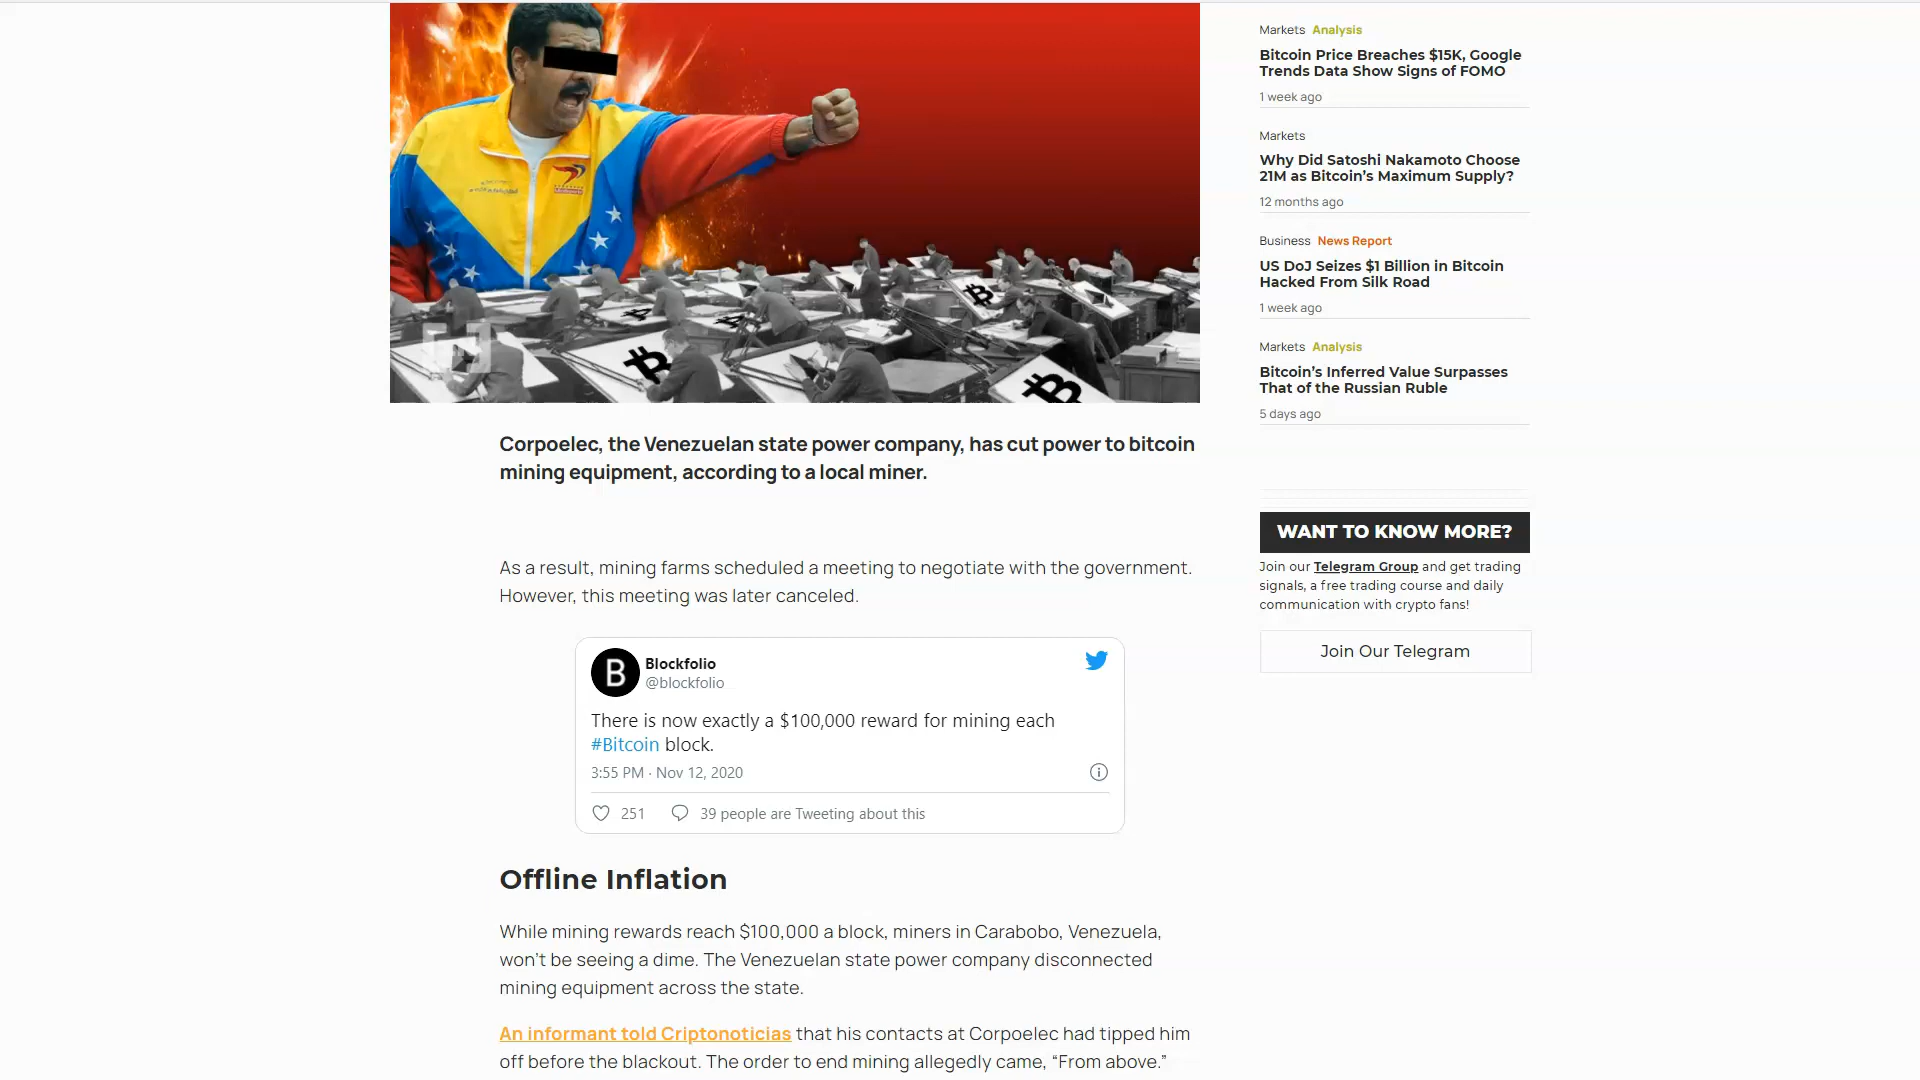 Corpoelec, the Venezuelan state power company, has cut power to bitcoin
mining equipment, according to a local miner.
As a result, mining farms scheduled a meeting to negotiate with the government.
However, this meeting was later canceled.
Blockfolio
@blockfolio
There is now exactly a $100,000 reward for mining each
#Bitcoin block.
3:55 PM · Nov 12, 2020
251 39 people are Tweeting about this
Offline Inflation
While mining rewards reach $100,000 a block, miners in Carabobo, Venezuela,
won’t be seeing a dime. The Venezuelan state power company disconnected
mining equipment across the state.
An informant told Criptonoticias that his contacts at Corpoelec had tipped him
off before the blackout. The order to end mining allegedly came, “From above.”
Markets Analysis
Bitcoin Price Breaches $15K, Google
Trends Data Show Signs of FOMO
1 week ago
Markets
Why Did Satoshi Nakamoto Choose
21M as Bitcoin’s Maximum Supply?
12 months ago
Business News Report
US DoJ Seizes $1 Billion in Bitcoin
Hacked From Silk Road
1 week ago
Markets Analysis
Bitcoin’s Inferred Value Surpasses
That of the Russian Ruble
5 days ago
WANT TO KNOW MORE?
Join our Telegram Group and get trading
signals, a free trading course and daily
communication with crypto fans!
Join Our Telegram